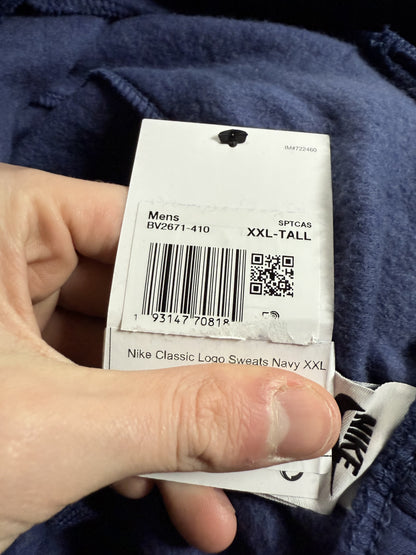 IM#722460
Mens
SPTCAS
BV2671-410
XXL-TALL
1 93147 70818
Nike Classic Logo Sweats Navy XXL
NIKE